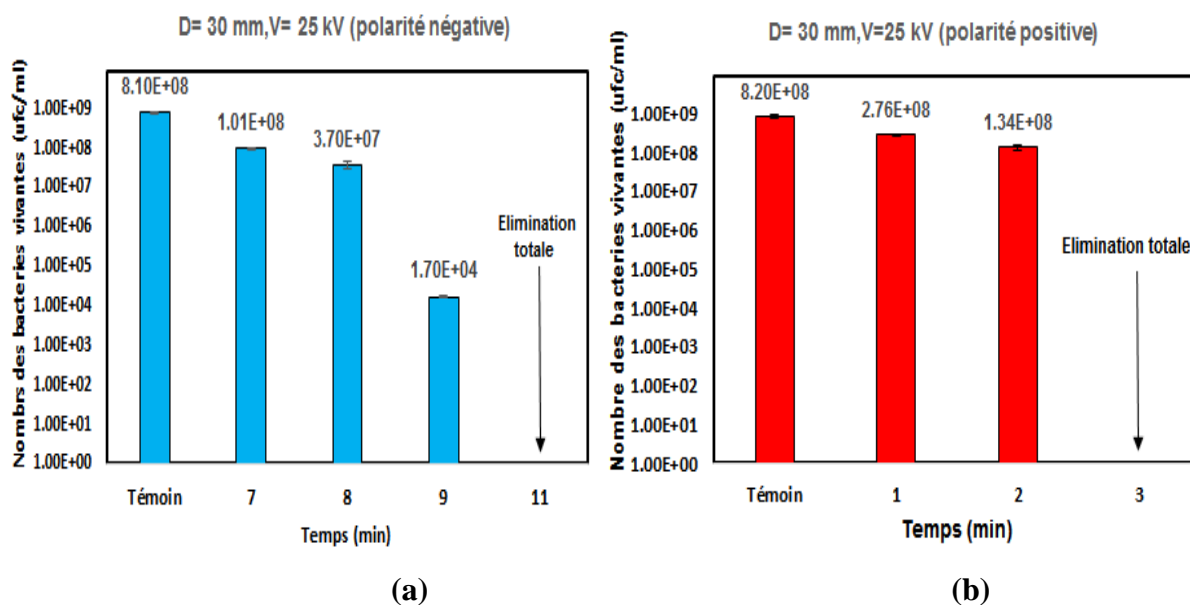 D= 30 mm,V= 25 kV (polarité négative)
Nombrs des bacteries vivantes (ufc/ml)
1.00E+09
1.00E+08
1.00E+07
1.00E+06
1.00E+05
1.00E+04
1.00E+03
1.00E+02
1.00E+01
1.00E+00
8.10E+08
1.01E+08
3.70E+07
1.70E+04
Elimination
totale
Témoin 7 8 9 11
Temps (min)
(a)
D= 30 mm,V=25 kV (polarité positive)
Nombre des bacteries vivantes (ufc/ml)
1.00E+09
1.00E+08
1.00E+07
1.00E+06
1.00E+05
1.00E+04
1.00E+03
1.00E+02
1.00E+01
1.00E+00
8.20E+08
2.76E+08
1.34E+08
Elimination totale
Témoin 1 2 3
Temps (min)
(b)